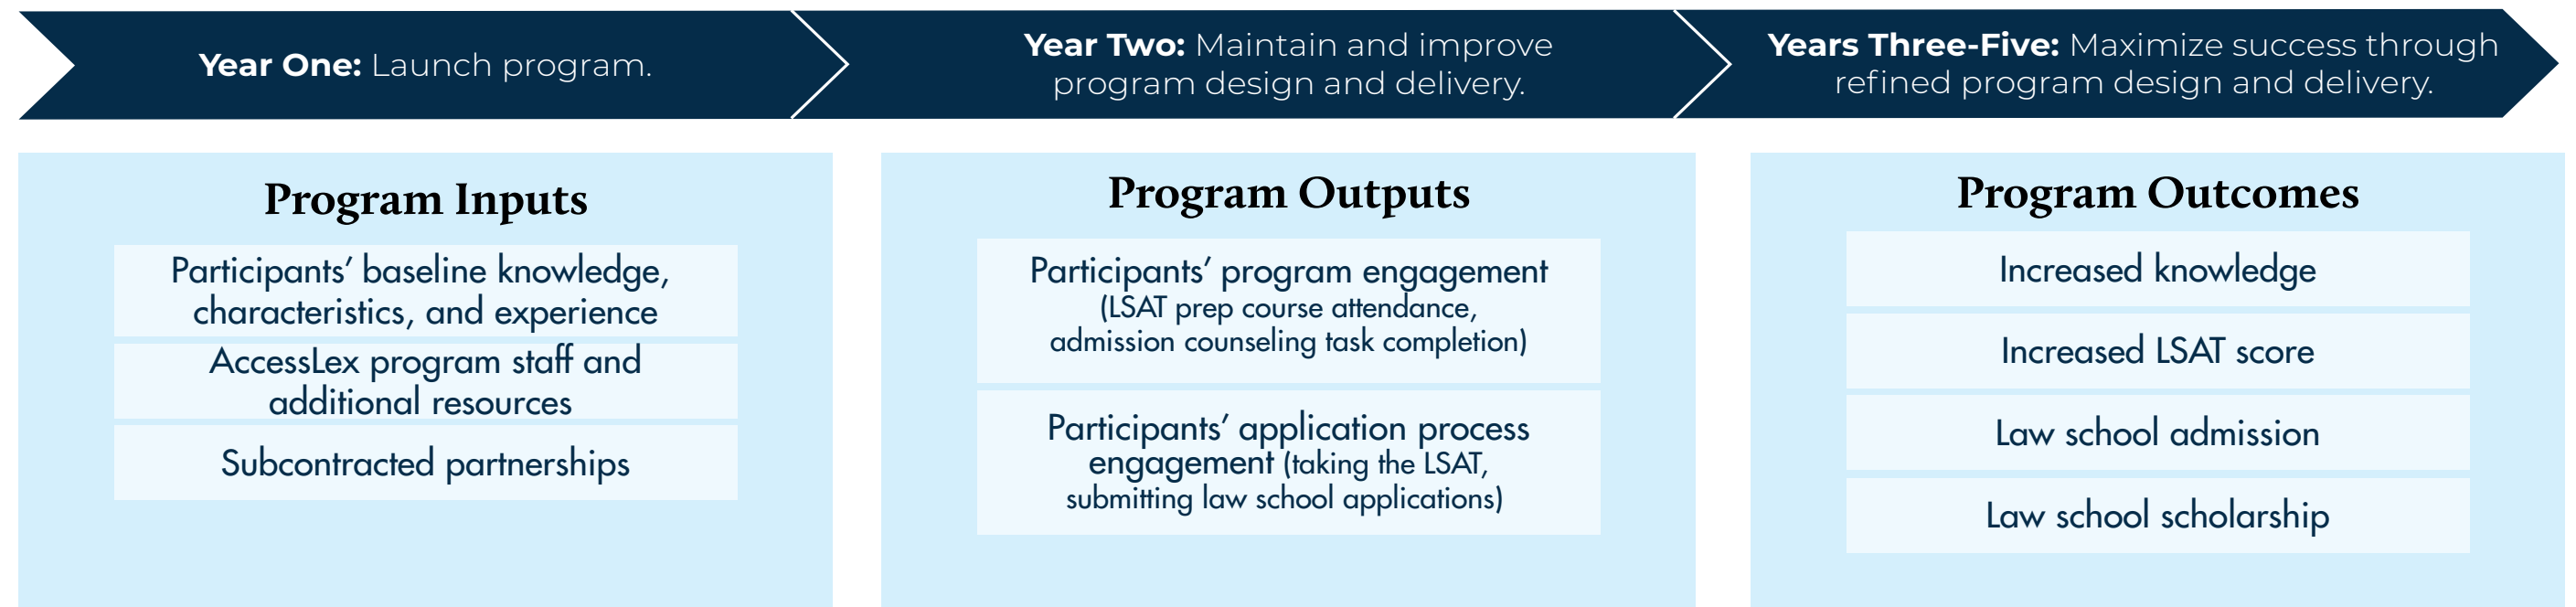 Year One: Launch program.
Year Two: Maintain and improve
program design and delivery.
Years Three-Five: Maximize success through
refined program design and delivery.
Program Inputs
Participants’ baseline knowledge,
characteristics, and experience
AccessLex program staff and
additional resources
Subcontracted partnerships
Program Outputs
Participants’ program engagement
(LSAT prep course attendance,
admission counseling task completion)
Participants’ application process
engagement (taking the LSAT,
submitting law school applications)
Program Outcomes
Increased knowledge
Increased LSAT score
Law school admission
Law school scholarship